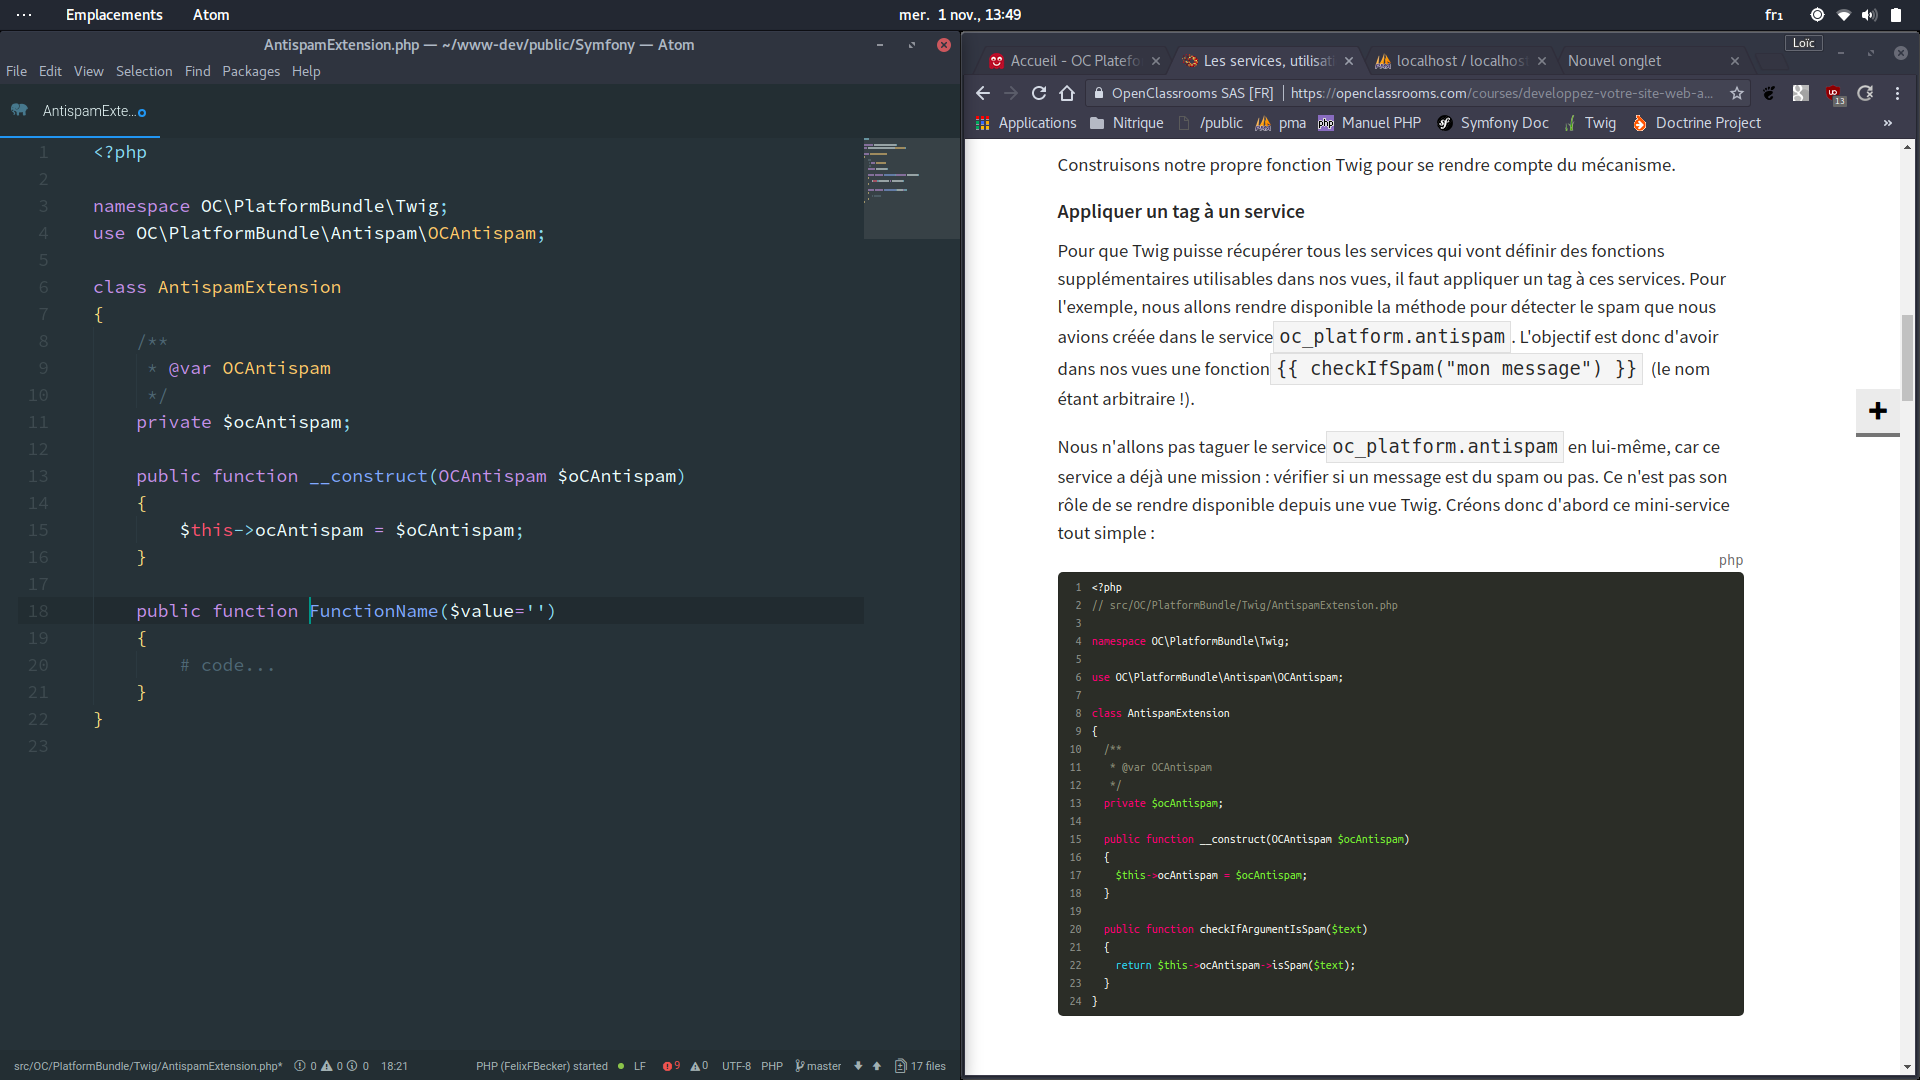 Emplacements Atom mer. 1 nov., 13:49 fr₁
AntispamExtension.php — ~/www-dev/public/Symfony — Atom
File Edit View Selection Find Packages Help
AntispamExte...
1 <?php
2
3 namespace OC\PlatformBundle\Twig;
4 use OC\PlatformBundle\Antispam\OCAntispam;
5
6 class AntispamExtension
7 {
8 /**
9 * @var OCAntispam
10 */
11 private $ocAntispam;
12
13 public function __construct(OCAntispam $oCAntispam)
14 {
15 $this->ocAntispam = $oCAntispam;
16 }
17
18 public function FunctionName($value='')
19 {
20 # code...
21 }
22 }
23
src/OC/PlatformBundle/Twig/AntispamExtension.php* 0 0 0 18:21 PHP (FelixFBecker) started LF 9 0 UTF-8 PHP master 17 files
Loïc
Accueil - OC Platefo Les services, utilisati localhost / localhost Nouvel onglet
OpenClassrooms SAS [FR] https://openclassrooms.com/courses/developpez-votre-site-web-a... 13
Applications Nitrique /public pma Manuel PHP Symfony Doc Twig Doctrine Project »
Construisons notre propre fonction Twig pour se rendre compte du mécanisme.
Appliquer un tag à un service
Pour que Twig puisse récupérer tous les services qui vont définir des fonctions
supplémentaires utilisables dans nos vues, il faut appliquer un tag à ces services. Pour
l'exemple, nous allons rendre disponible la méthode pour détecter le spam que nous
avions créée dans le service oc_platform.antispam . L'objectif est donc d'avoir
dans nos vues une fonction {{ checkIfSpam("mon message") }} (le nom
étant arbitraire !).
Nous n'allons pas taguer le service oc_platform.antispam en lui-même, car ce
service a déjà une mission : vérifier si un message est du spam ou pas. Ce n'est pas son
rôle de se rendre disponible depuis une vue Twig. Créons donc d'abord ce mini-service
tout simple :
php
1 <?php
2 // src/OC/PlatformBundle/Twig/AntispamExtension.php
3
4 namespace OC\PlatformBundle\Twig;
5
6 use OC\PlatformBundle\Antispam\OCAntispam;
7
8 class AntispamExtension
9 {
10 /**
11 * @var OCAntispam
12 */
13 private $ocAntispam;
14
15 public function __construct(OCAntispam $ocAntispam)
16 {
17 $this->ocAntispam = $ocAntispam;
18 }
19
20 public function checkIfArgumentIsSpam($text)
21 {
22 return $this->ocAntispam->isSpam($text);
23 }
24 }